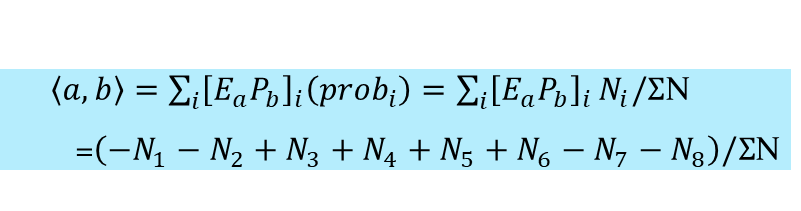 ⟨a, b⟩ = ∑ᵢ[EₐP_b]ᵢ(probᵢ) = ∑ᵢ[EₐP_b]ᵢ Nᵢ/ΣN
=(−N₁ − N₂ + N₃ + N₄ + N₅ + N₆ − N₇ − N₈)/ΣN